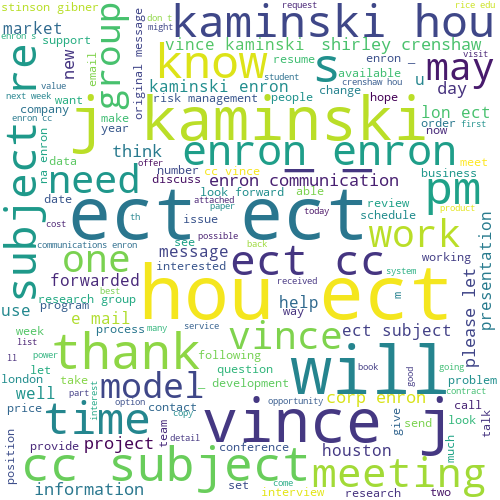 stinson gibner
don t
request
rice edu
market
enron s
support
new
email
group
original message
might
kaminski hou
vince kaminski
shirley crenshaw
know
s
may
resume
available
enron
visit
kaminski enron
people
change
hope
u
day
value
student
crenshaw hou
next week
want
risk management
company
make
year
j
kaminski
lon ect
order
now
first
enron cc
re
think
enron_enron
data
na enron
need
offer
number
cc vince
discuss
look forward
able
meet
business
pm
date
ect ect
attached
enron communication
review
schedule
product
cost
th
paper
today
issue
work
subject
one
communications enron
possible
back
message
see
ect cc
working
presentation
forwarded
interested
received
system
use
research group
best
e mail
hou ect
m
program
week
process
many
help
way
please let
list
service
vince
ect subject
ll
power
thank
following
question
will
london
let
take
_ development
problem
well
interest
part
model
corp enron
book
good
going
contract
price
option
contact
copy
opportunity
give
send
call
look
time
vince j
much
talk
position
provide
project
team
detail
conference
houston
cc subject
set
come
meeting
information
interview
research
two